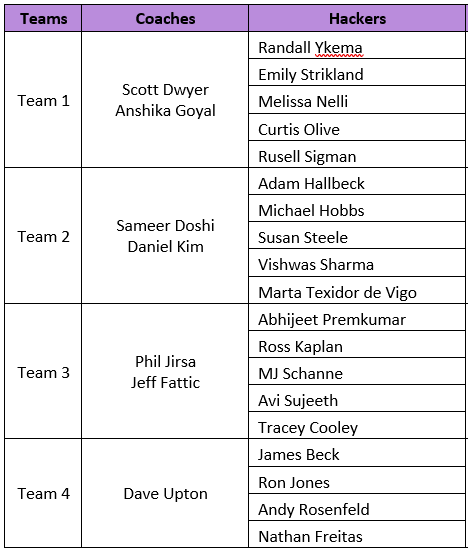 Teams Coaches Hackers
Team 1
Scott Dwyer
Anshika Goyal
Randall Ykema
Emily Strikland
Melissa Nelli
Curtis Olive
Rusell Sigman
Team 2
Sameer Doshi
Daniel Kim
Adam Hallbeck
Michael Hobbs
Susan Steele
Vishwas Sharma
Marta Texidor de Vigo
Team 3
Phil Jirsa
Jeff Fattic
Abhijeet Premkumar
Ross Kaplan
MJ Schanne
Avi Sujeeth
Tracey Cooley
Team 4
Dave Upton
James Beck
Ron Jones
Andy Rosenfeld
Nathan Freitas